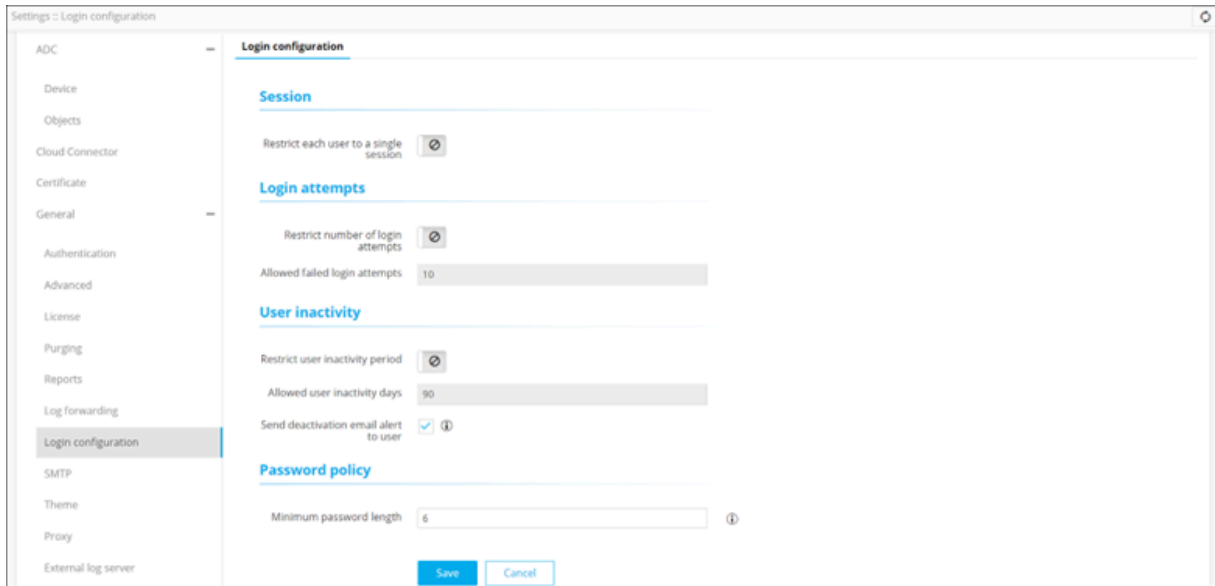 Settings :: Login configuration
ADC
Device
Objects
Cloud Connector
Certificate
General
Authentication
Advanced
License
Purging
Reports
Log forwarding
Login configuration
SMTP
Theme
Proxy
External log server
Login configuration
Session
Restrict each user to a single
session
Login attempts
Restrict number of login
attempts
Allowed failed login attempts 10
User inactivity
Restrict user inactivity period
Allowed user inactivity days 90
Send deactivation email alert
to user
Password policy
Minimum password length 6
Save Cancel